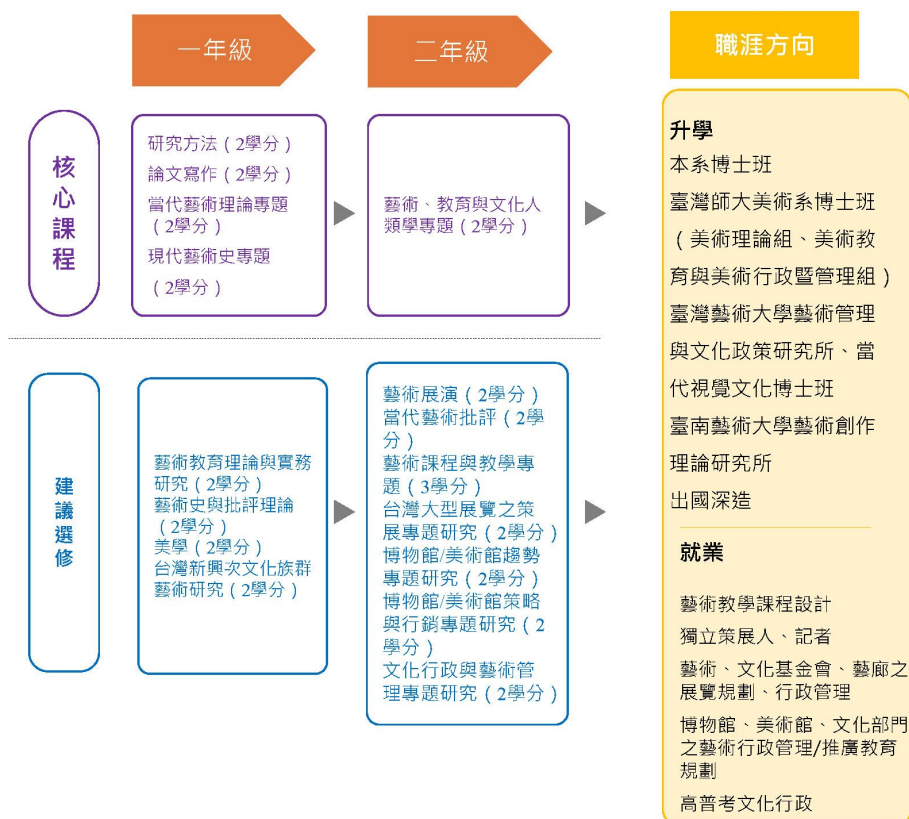 一年級
二年級
職涯方向
核心課程
研究方法（2學分）
論文寫作（2學分）
當代藝術理論專題
（2學分）
現代藝術史專題
（2學分）
藝術、教育與文化人
類學專題（2學分）
建議選修
藝術教育理論與實務
研究（2學分）
藝術史與批評理論
（2學分）
美學（2學分）
台灣新興次文化族群
藝術研究（2學分）
藝術展演（2學分）
當代藝術批評（2學
分）
藝術課程與教學專
題（3學分）
台灣大型展覽之策
展專題研究（2學分）
博物館/美術館趨勢
專題研究（2學分）
博物館/美術館策略
與行銷專題研究（2
學分）
文化行政與藝術管
理專題研究（2學分）
升學
本系博士班
臺灣師大美術系博士班
（美術理論組、美術教
育與美術行政暨管理組）
臺灣藝術大學藝術管理
與文化政策研究所、當
代視覺文化博士班
臺南藝術大學藝術創作
理論研究所
出國深造
就業
藝術教學課程設計
獨立策展人、記者
藝術、文化基金會、藝廊之
展覽規劃、行政管理
博物館、美術館、文化部門
之藝術行政管理/推廣教育
規劃
高普考文化行政